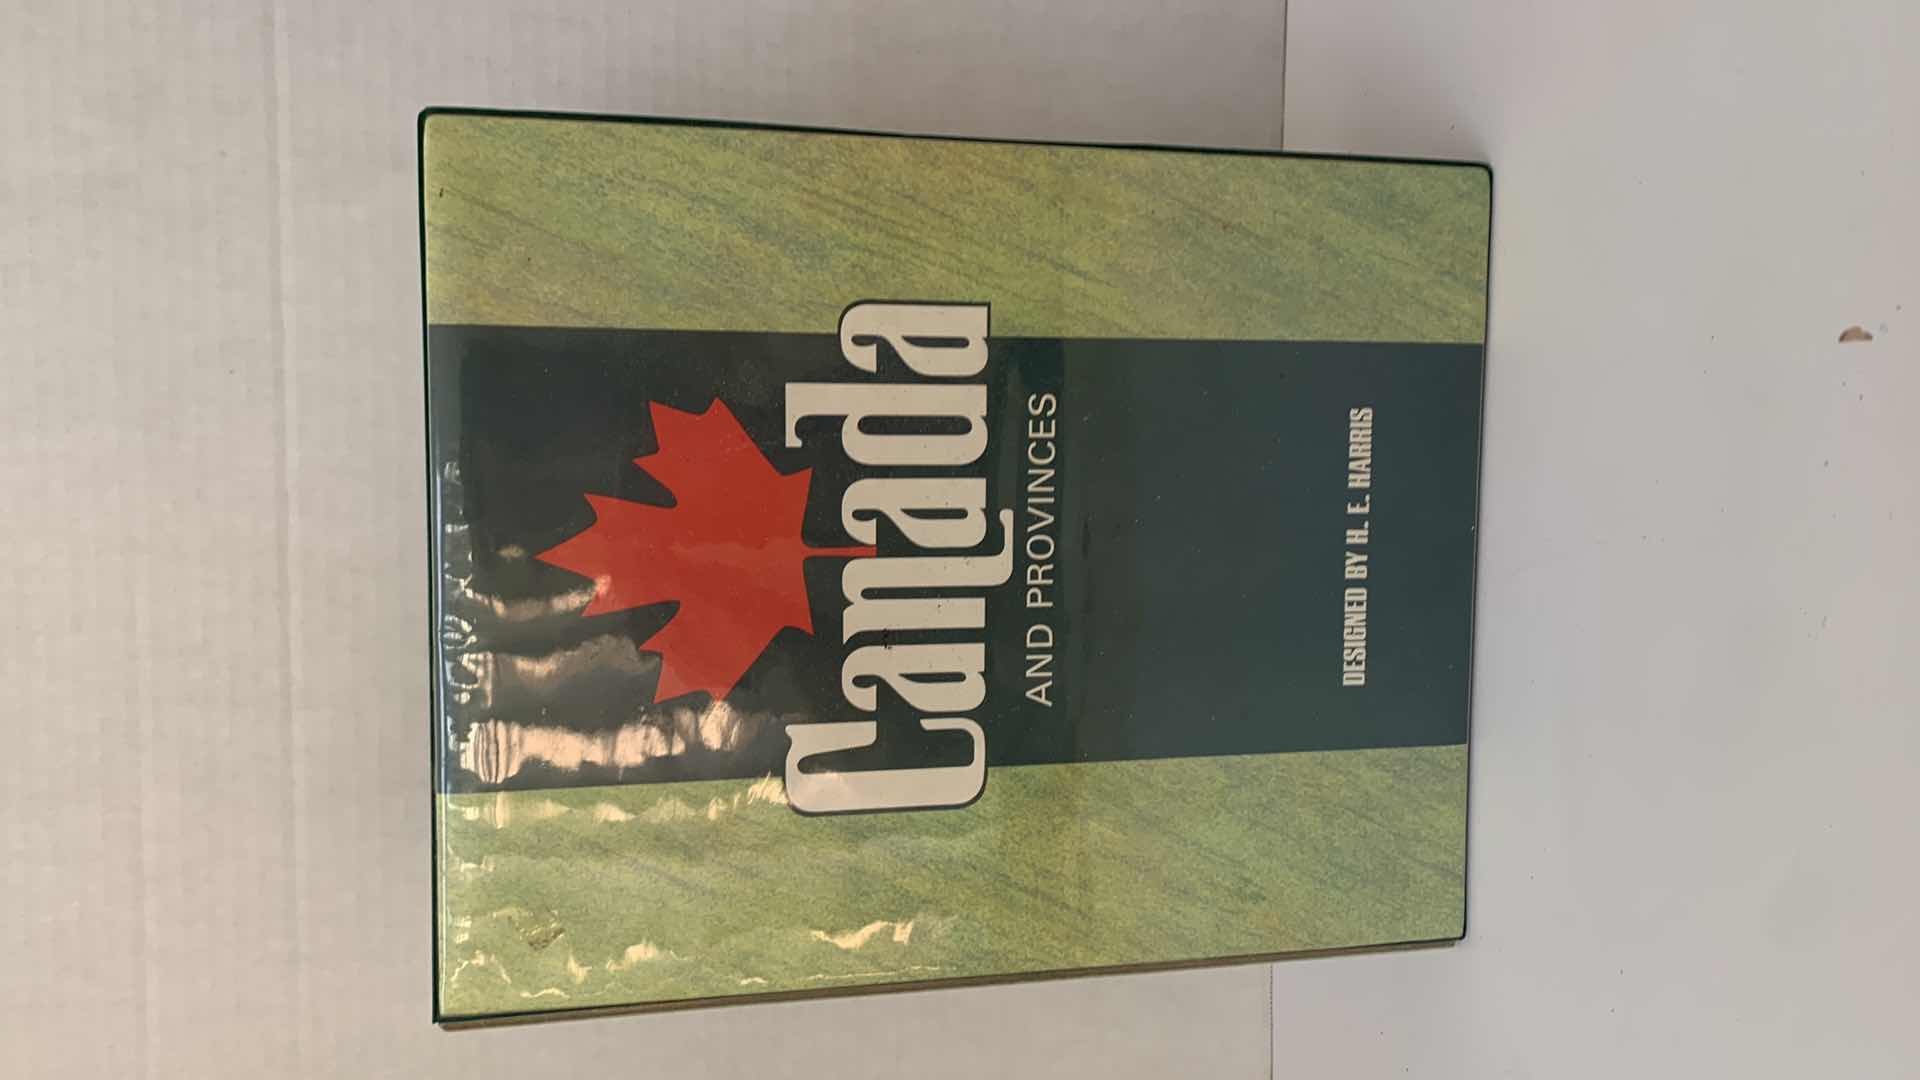 Canada
AND PROVINCES
DESIGNED BY H. E. HARRIS